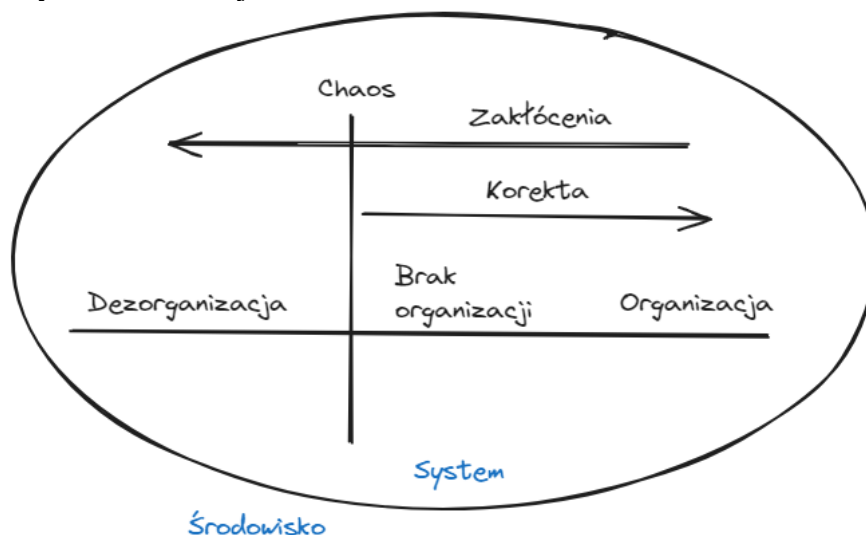 Chaos
Zakłócenia
Korekta
Dezorganizacja
Brak
organizacji
Organizacja
System
Środowisko